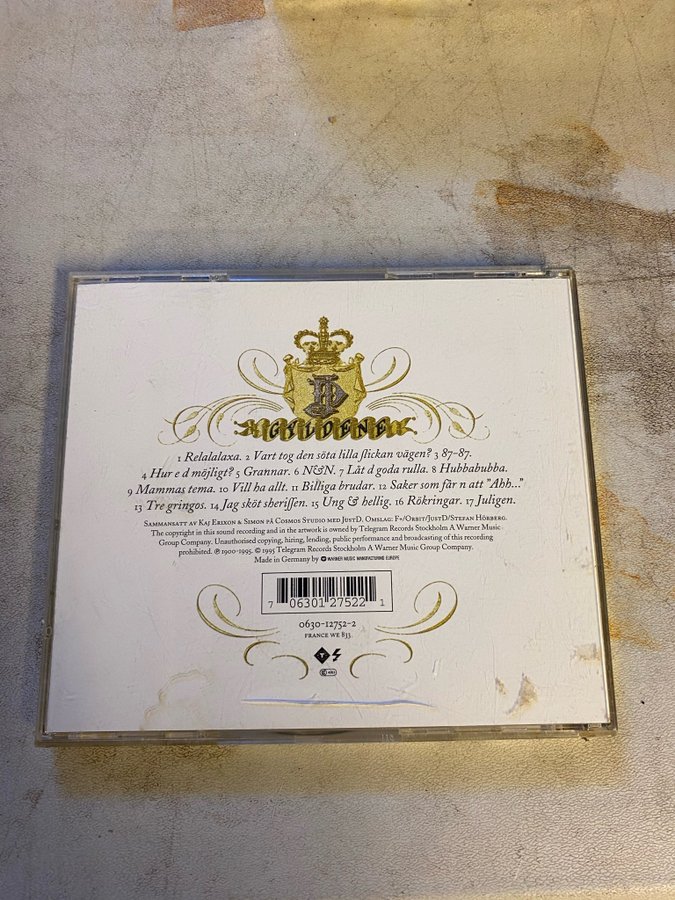 JD
GYLDENE
1 Relalalaxa. 2 Vart tog den söta lilla flickan vägen? 3 87-87.
4 Hur e d möjligt? 5 Grannar. 6 N&N. 7 Låt d goda rulla. 8 Hubbabubba.
9 Mammas tema. 10 Vill ha allt. 11 Billiga brudar. 12 Saker som får n att "Ahh..."
13 Tre gringos. 14 Jag sköt sheriffen. 15 Ung & hellig. 16 Rökringar. 17 Juligen.
Sammansatt av Kaj Erixon & Simon på Cosmos Studio med JustD. Omslag: F+/Orbit/JustD/Stefan Hörberg.
The copyright in this sound recording and in the artwork is owned by Telegram Records Stockholm A Warner Music
Group Company. Unauthorised copying, hiring, lending, public performance and broadcasting of this recording
prohibited. ℗ 1990-1995. © 1995 Telegram Records Stockholm A Warner Music Group Company.
Made in Germany by WARNER MUSIC MANUFACTURING EUROPE
7 06301 27522 1
0630-12752-2
FRANCE WE 833
T